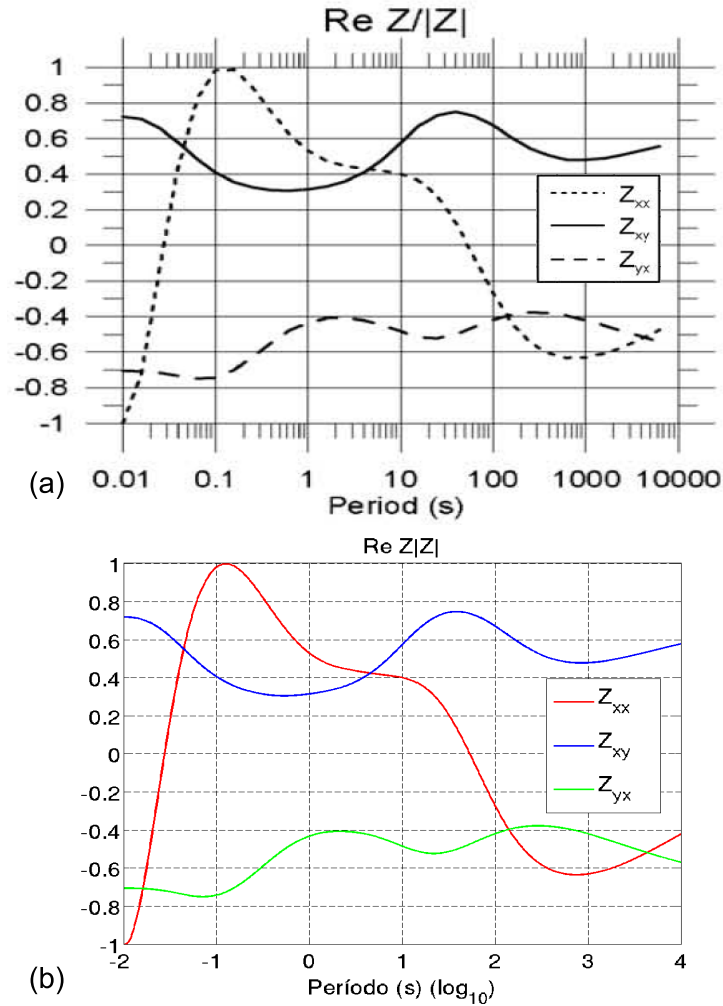 Re Z/|Z|
1
0.8
0.6
0.4
0.2
0
-0.2
-0.4
-0.6
-0.8
-1
Zxx
Zxy
Zyx
0.01 0.1 1 10 100 1000 10000
Period (s)
(a)
Re Z|Z|
1
0.8
0.6
0.4
0.2
0
-0.2
-0.4
-0.6
-0.8
-1
Zxx
Zxy
Zyx
-2 -1 0 1 2 3 4
Período (s) (log10)
(b)